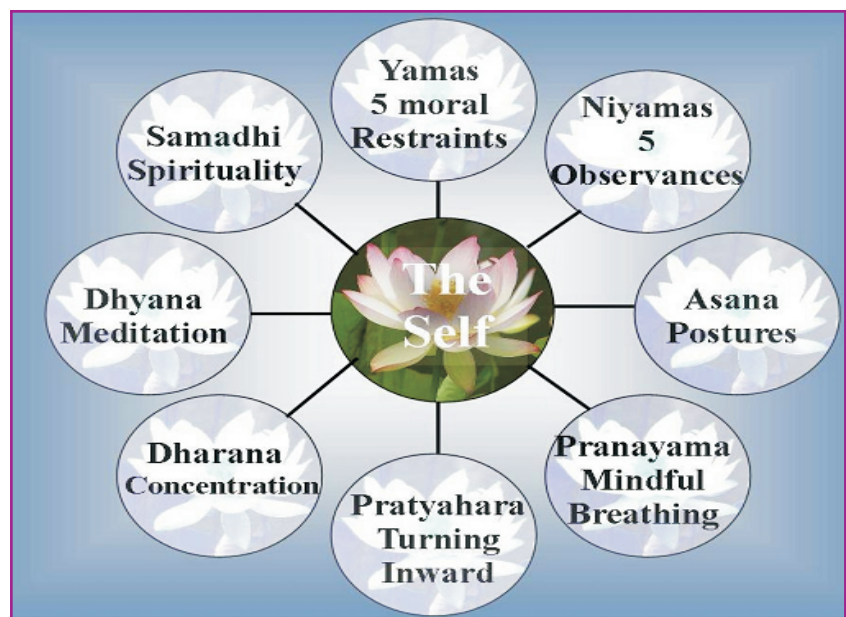 Yamas
5 moral
Restraints
Niyamas
5
Observances
Asana
Postures
Pranayama
Mindful
Breathing
Pratyahara
Turning
Inward
Dharana
Concentration
Dhyana
Meditation
Samadhi
Spirituality
The
Self